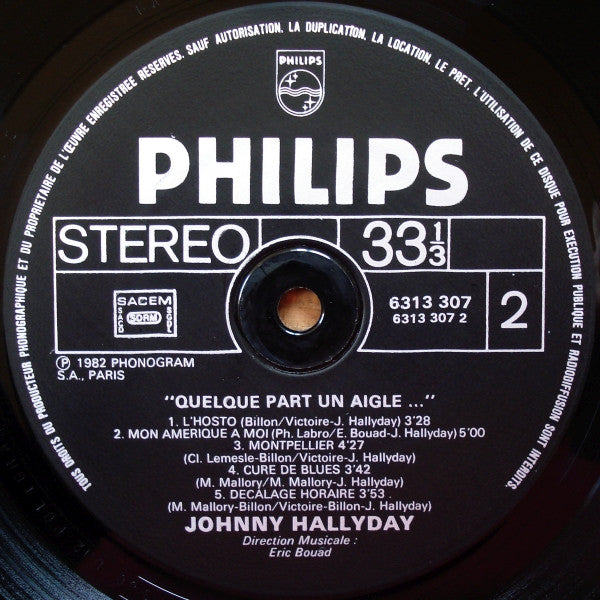 TOUS DROITS DU PRODUCTEUR PHONOGRAPHIQUE ET DU PROPRIETAIRE DE L'ŒUVRE ENREGISTREE RESERVES. SAUF AUTORISATION, LA DUPLICATION, LA LOCATION, LE PRET, L'UTILISATION DE CE DISQUE POUR EXECUTION PUBLIQUE ET RADIODIFFUSION SONT INTERDITS.
PHILIPS
PHILIPS
STEREO
33 1/3
SACEM
SACD
SDRM
SGDL
6313 307
6313 307 2
2
Ⓟ 1982 PHONOGRAM
S.A., PARIS
"QUELQUE PART UN AIGLE ..."
1. L'HOSTO (Billon/Victoire-J. Hallyday) 3'28
2. MON AMERIQUE A MOI (Ph. Labro/E. Bouad-J. Hallyday) 5'00
3. MONTPELLIER 4'27
(Cl. Lemesle-Billon/Victoire-J. Hallyday)
4. CURE DE BLUES 3'42
(M. Mallory/M. Mallory-J. Hallyday)
5. DECALAGE HORAIRE 3'53
(M. Mallory-Billon/Victoire-Billon-J. Hallyday)
JOHNNY HALLYDAY
Direction Musicale :
Eric Bouad